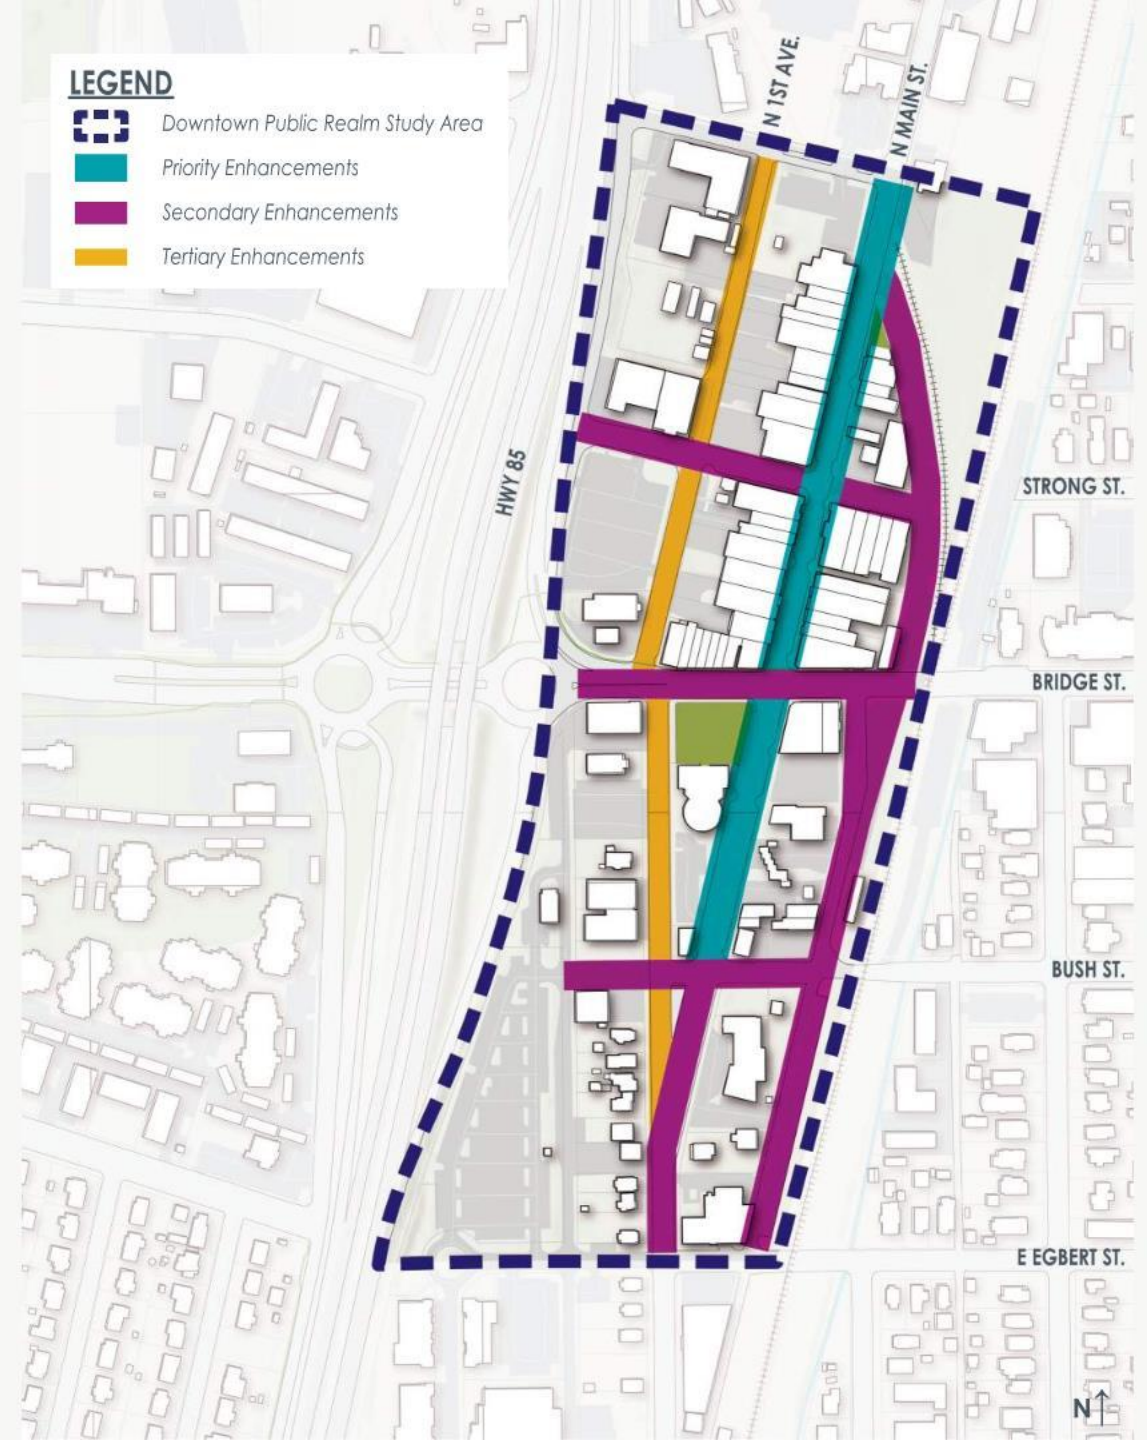 LEGEND
Downtown Public Realm Study Area
Priority Enhancements
Secondary Enhancements
Tertiary Enhancements
N 1ST AVE.
N MAIN ST.
HWY 85
STRONG ST.
BRIDGE ST.
BUSH ST.
E EGBERT ST.
N